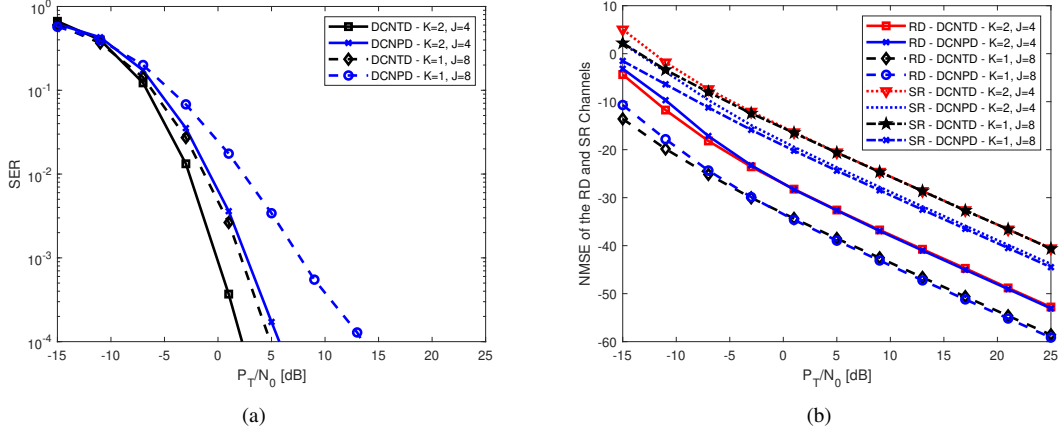 10^0
10^-1
10^-2
10^-3
10^-4
SER
-15 -10 -5 0 5 10 15 20 25
P_T/N_0 [dB]
DCNTD - K=2, J=4
DCNPD - K=2, J=4
DCNTD - K=1, J=8
DCNPD - K=1, J=8
(a)
10
0
-10
-20
-30
-40
-50
-60
NMSE of the RD and SR Channels
-15 -10 -5 0 5 10 15 20 25
P_T/N_0 [dB]
RD - DCNTD - K=2, J=4
RD - DCNPD - K=2, J=4
RD - DCNTD - K=1, J=8
RD - DCNPD - K=1, J=8
SR - DCNTD - K=2, J=4
SR - DCNPD - K=2, J=4
SR - DCNTD - K=1, J=8
SR - DCNPD - K=1, J=8
(b)